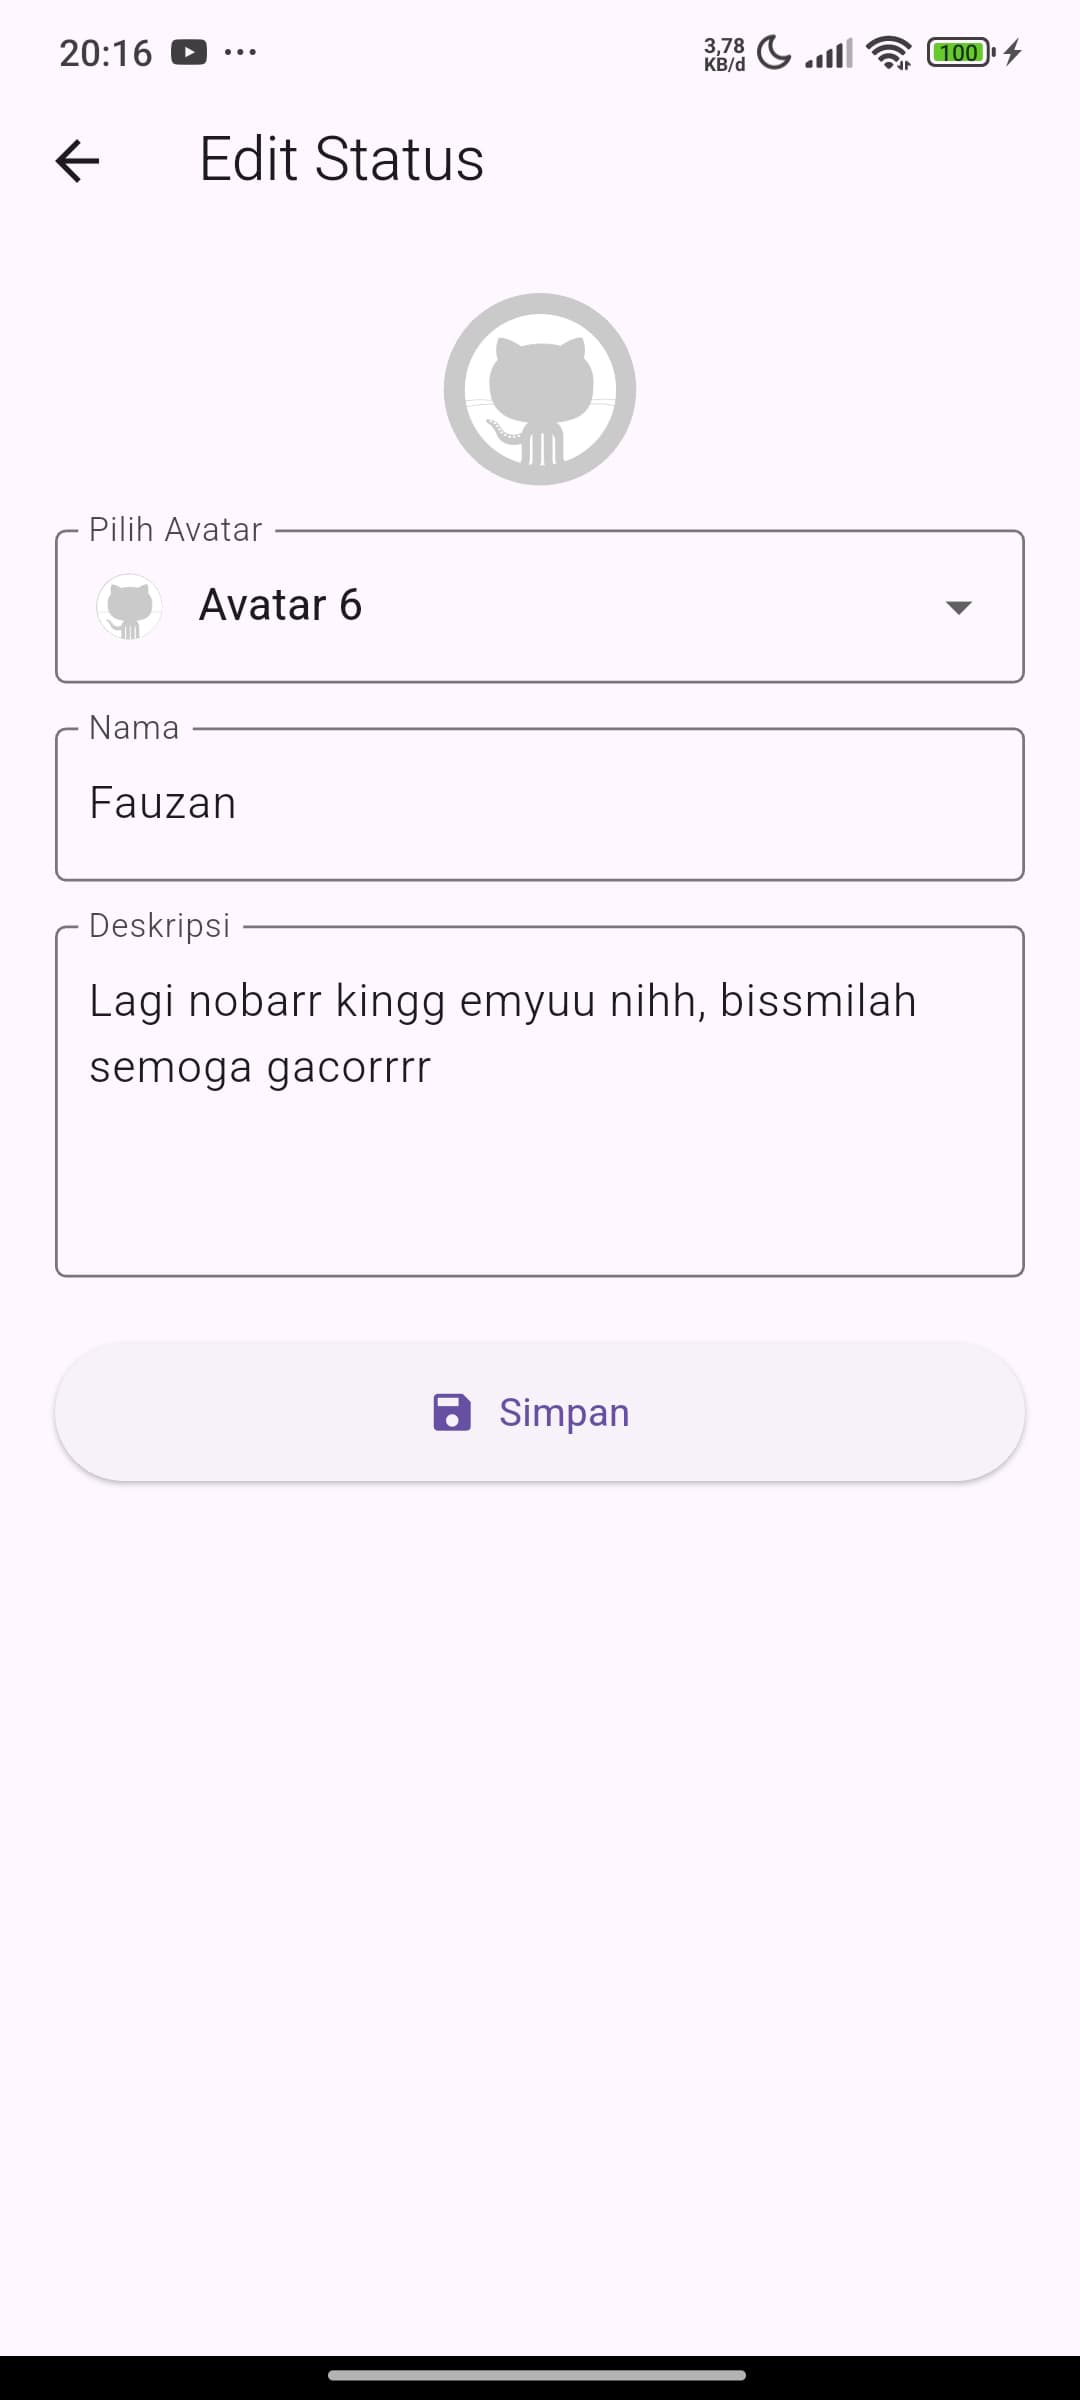 20:16
3,78
KB/d
100
Edit Status
Pilih Avatar
Avatar 6
Nama
Fauzan
Deskripsi
Lagi nobarr kingg emyuu nihh, bissmilah
semoga gacorrrr
Simpan